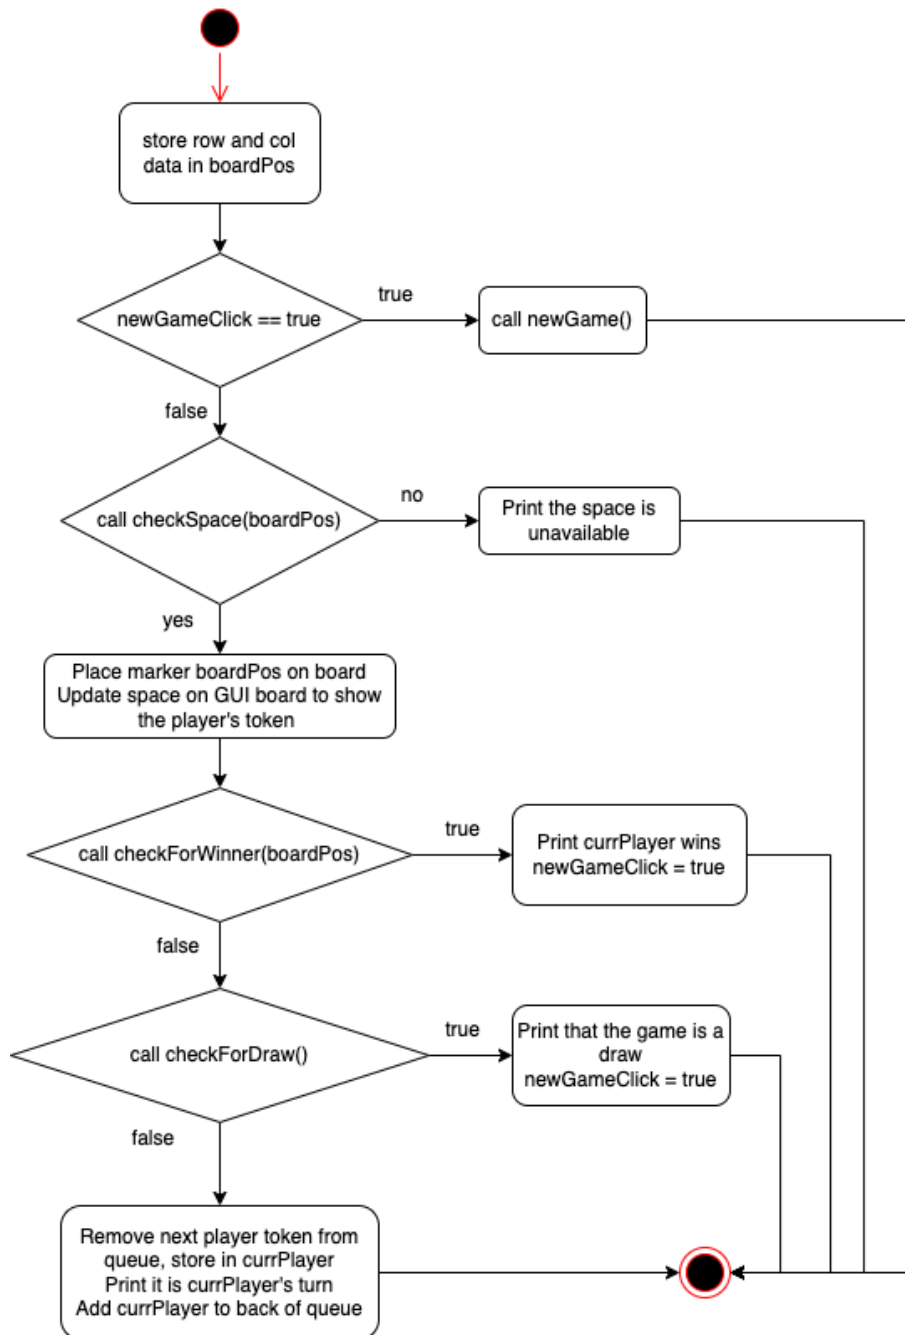 store row and col
data in boardPos
newGameClick == true
true
call newGame()
false
call checkSpace(boardPos)
no
Print the space is
unavailable
yes
Place marker boardPos on board
Update space on GUI board to show
the player's token
call checkForWinner(boardPos)
true
Print currPlayer wins
newGameClick = true
false
call checkForDraw()
true
Print that the game is a
draw
newGameClick = true
false
Remove next player token from
queue, store in currPlayer
Print it is currPlayer's turn
Add currPlayer to back of queue